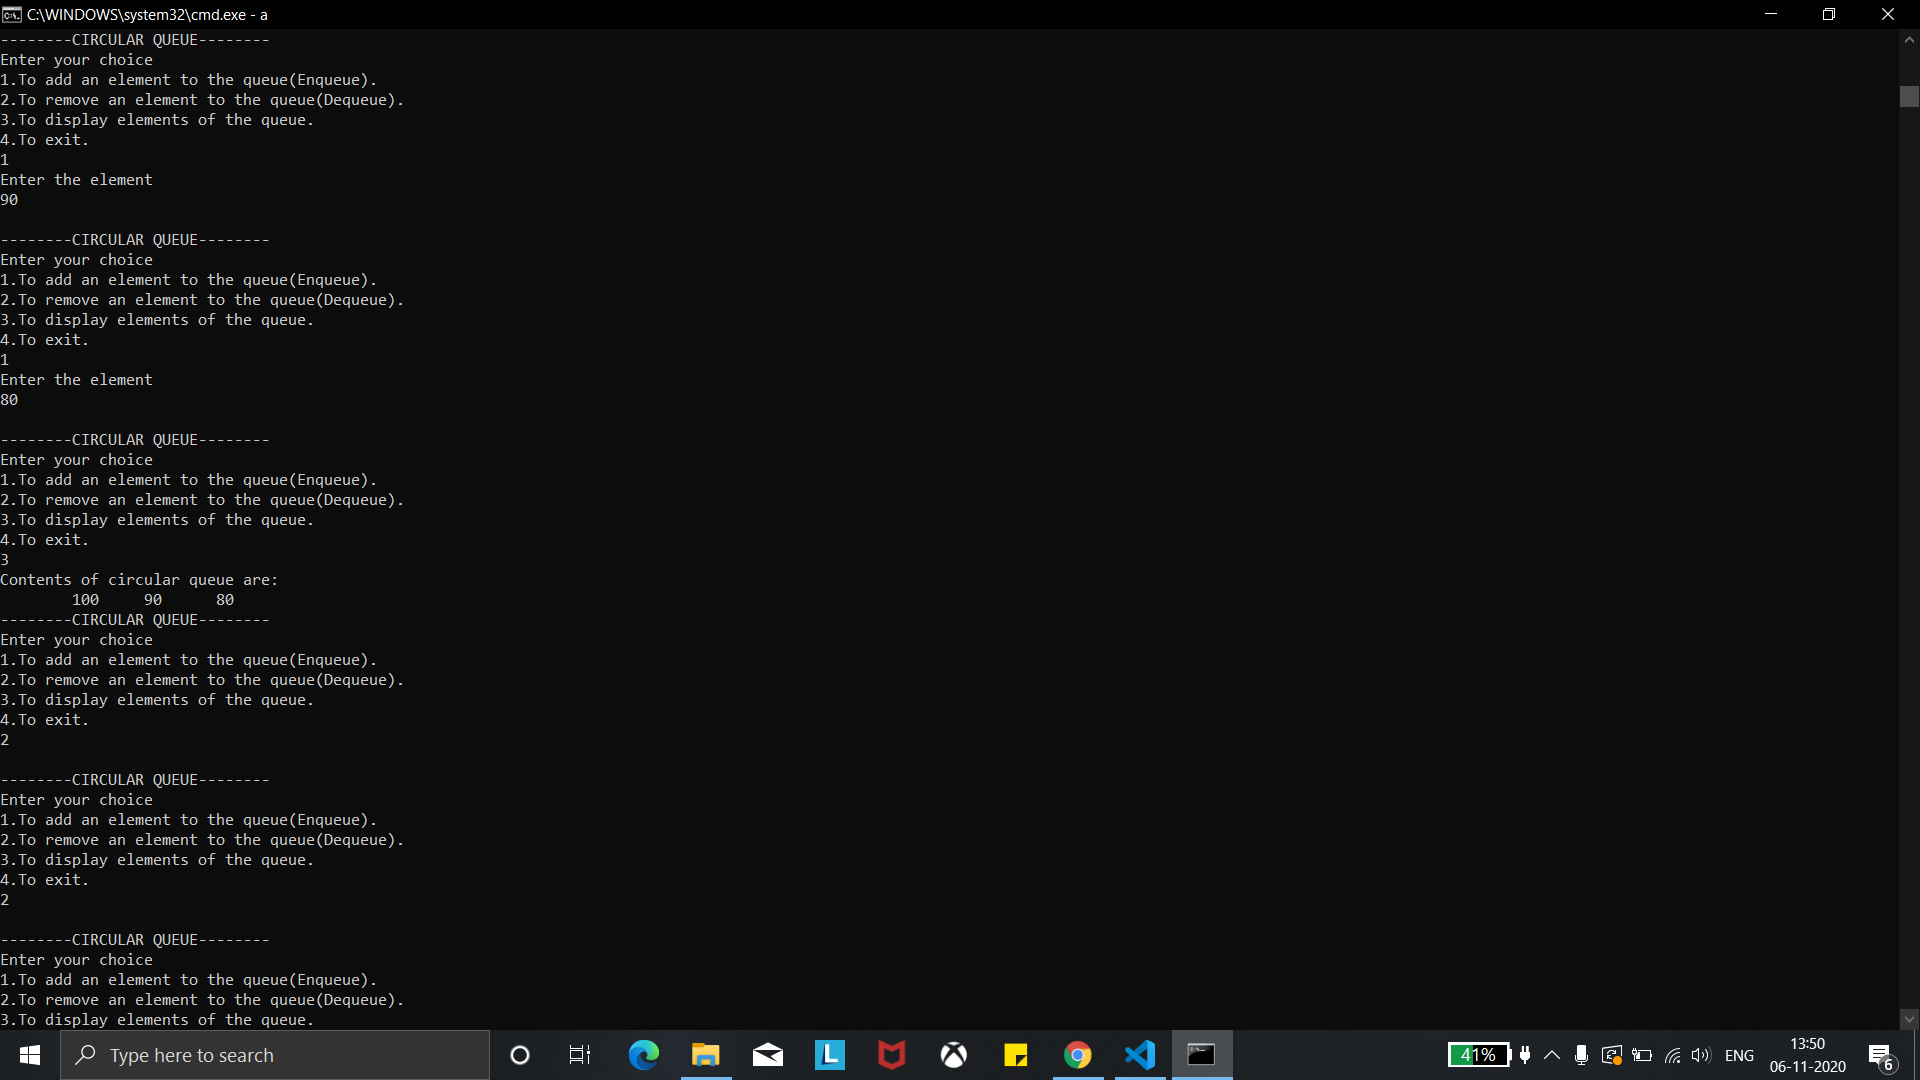 C:\WINDOWS\system32\cmd.exe - a
--------CIRCULAR QUEUE--------
Enter your choice
1.To add an element to the queue(Enqueue).
2.To remove an element to the queue(Dequeue).
3.To display elements of the queue.
4.To exit.
1
Enter the element
90
--------CIRCULAR QUEUE--------
Enter your choice
1.To add an element to the queue(Enqueue).
2.To remove an element to the queue(Dequeue).
3.To display elements of the queue.
4.To exit.
1
Enter the element
80
--------CIRCULAR QUEUE--------
Enter your choice
1.To add an element to the queue(Enqueue).
2.To remove an element to the queue(Dequeue).
3.To display elements of the queue.
4.To exit.
3
Contents of circular queue are:
100 90 80
--------CIRCULAR QUEUE--------
Enter your choice
1.To add an element to the queue(Enqueue).
2.To remove an element to the queue(Dequeue).
3.To display elements of the queue.
4.To exit.
2
--------CIRCULAR QUEUE--------
Enter your choice
1.To add an element to the queue(Enqueue).
2.To remove an element to the queue(Dequeue).
3.To display elements of the queue.
4.To exit.
2
--------CIRCULAR QUEUE--------
Enter your choice
1.To add an element to the queue(Enqueue).
2.To remove an element to the queue(Dequeue).
3.To display elements of the queue.
Type here to search
L
41%
ENG
13:50
06-11-2020
6